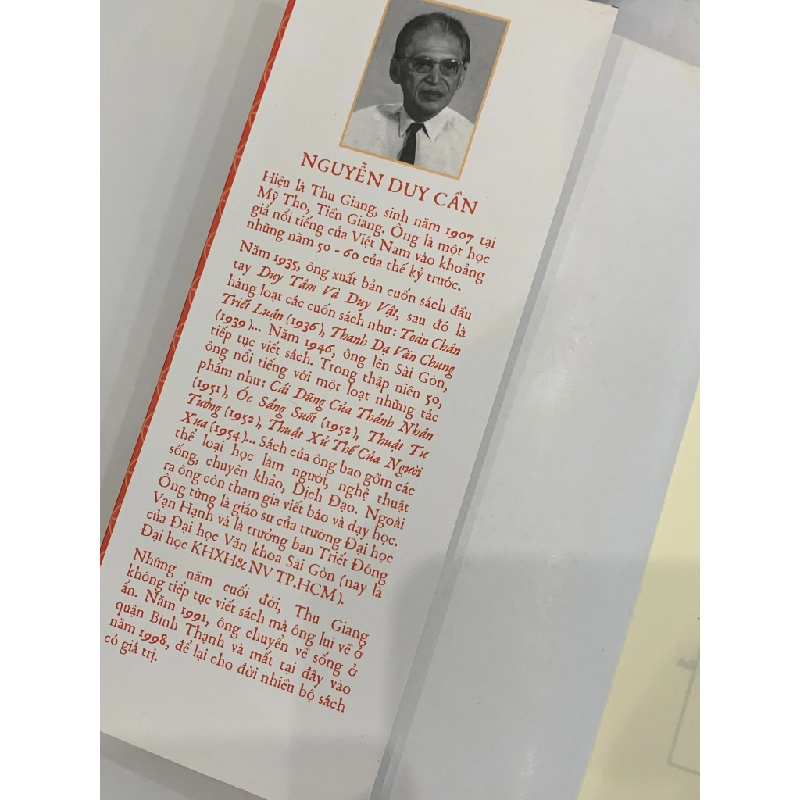 NGUYỄN DUY CẦN
Hiệu là Thu Giang, sinh năm 1907 tại
Mỹ Tho, Tiền Giang. Ông là một học
giả nổi tiếng của Việt Nam vào khoảng
những năm 50 - 60 của thế kỷ trước.
Năm 1935, ông xuất bản cuốn sách đầu
tay Duy Tâm Và Duy Vật, sau đó là
hàng loạt các cuốn sách như: Toàn Chân
Triết Luận (1936), Thanh Dạ Văn Chung
(1939)... Năm 1946, ông lên Sài Gòn,
tiếp tục viết sách. Trong thập niên 50,
ông nổi tiếng với một loạt những tác
phẩm như: Cái Dũng Của Thánh Nhân
(1951), Óc Sáng Suốt (1952), Thuật Tư
Tưởng (1952), Thuật Xử Thế Của Người
Xưa (1954)... Sách của ông bao gồm các
thể loại học làm người, nghệ thuật
sống, chuyên khảo, Dịch Đạo. Ngoài
ra ông còn tham gia viết báo và dạy học.
Ông từng là giáo sư của trường Đại học
Vạn Hạnh và là trưởng ban Triết Đông
của Đại học Văn khoa Sài Gòn (nay là
Đại học KHXH&NV TP.HCM).
Những năm cuối đời, Thu Giang
không tiếp tục viết sách mà ông lui về ở
ẩn. Năm 1991, ông chuyển về sống ở
quận Bình Thạnh và mất tại đây vào
năm 1998, để lại cho đời nhiều bộ sách
có giá trị.